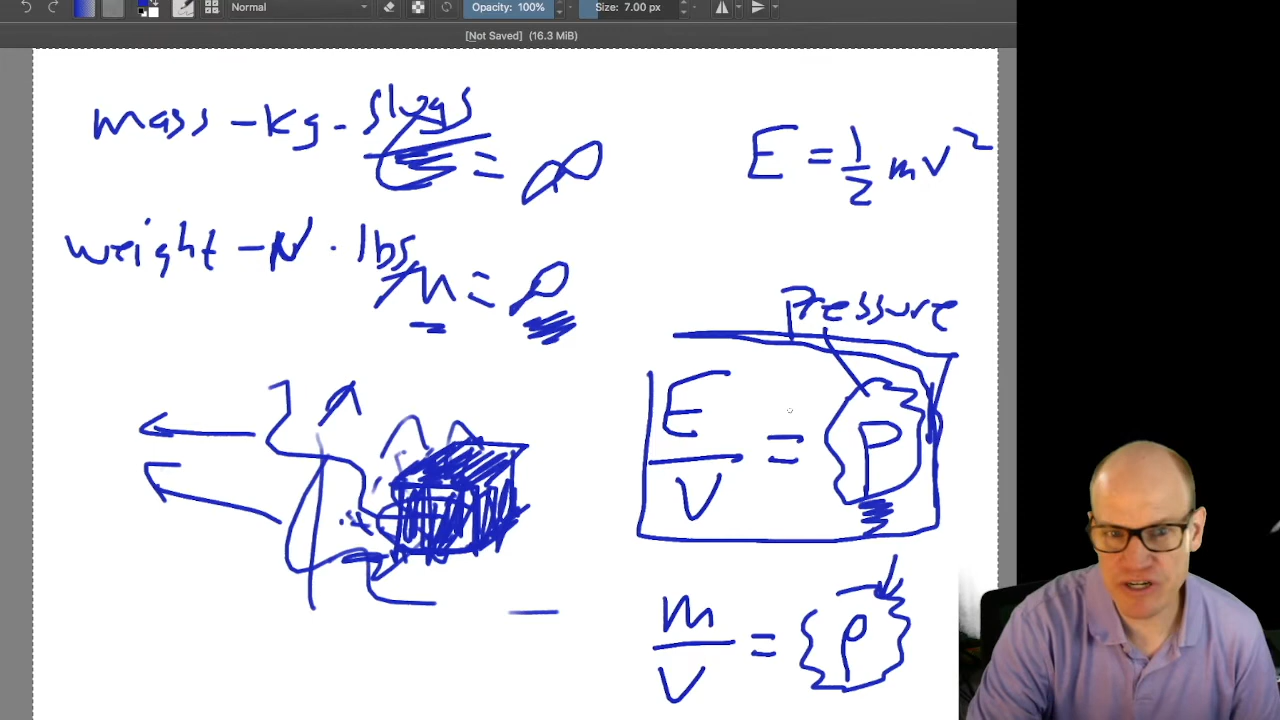 Normal
Opacity: 100%
Size: 7.00 px
[Not Saved] (16.3 MiB)
mass - kg - slugs
= ∞
weight - N · lbs
m = ρ
E = 1/2 mv²
Pressure
E/V = P
m/V = ρ